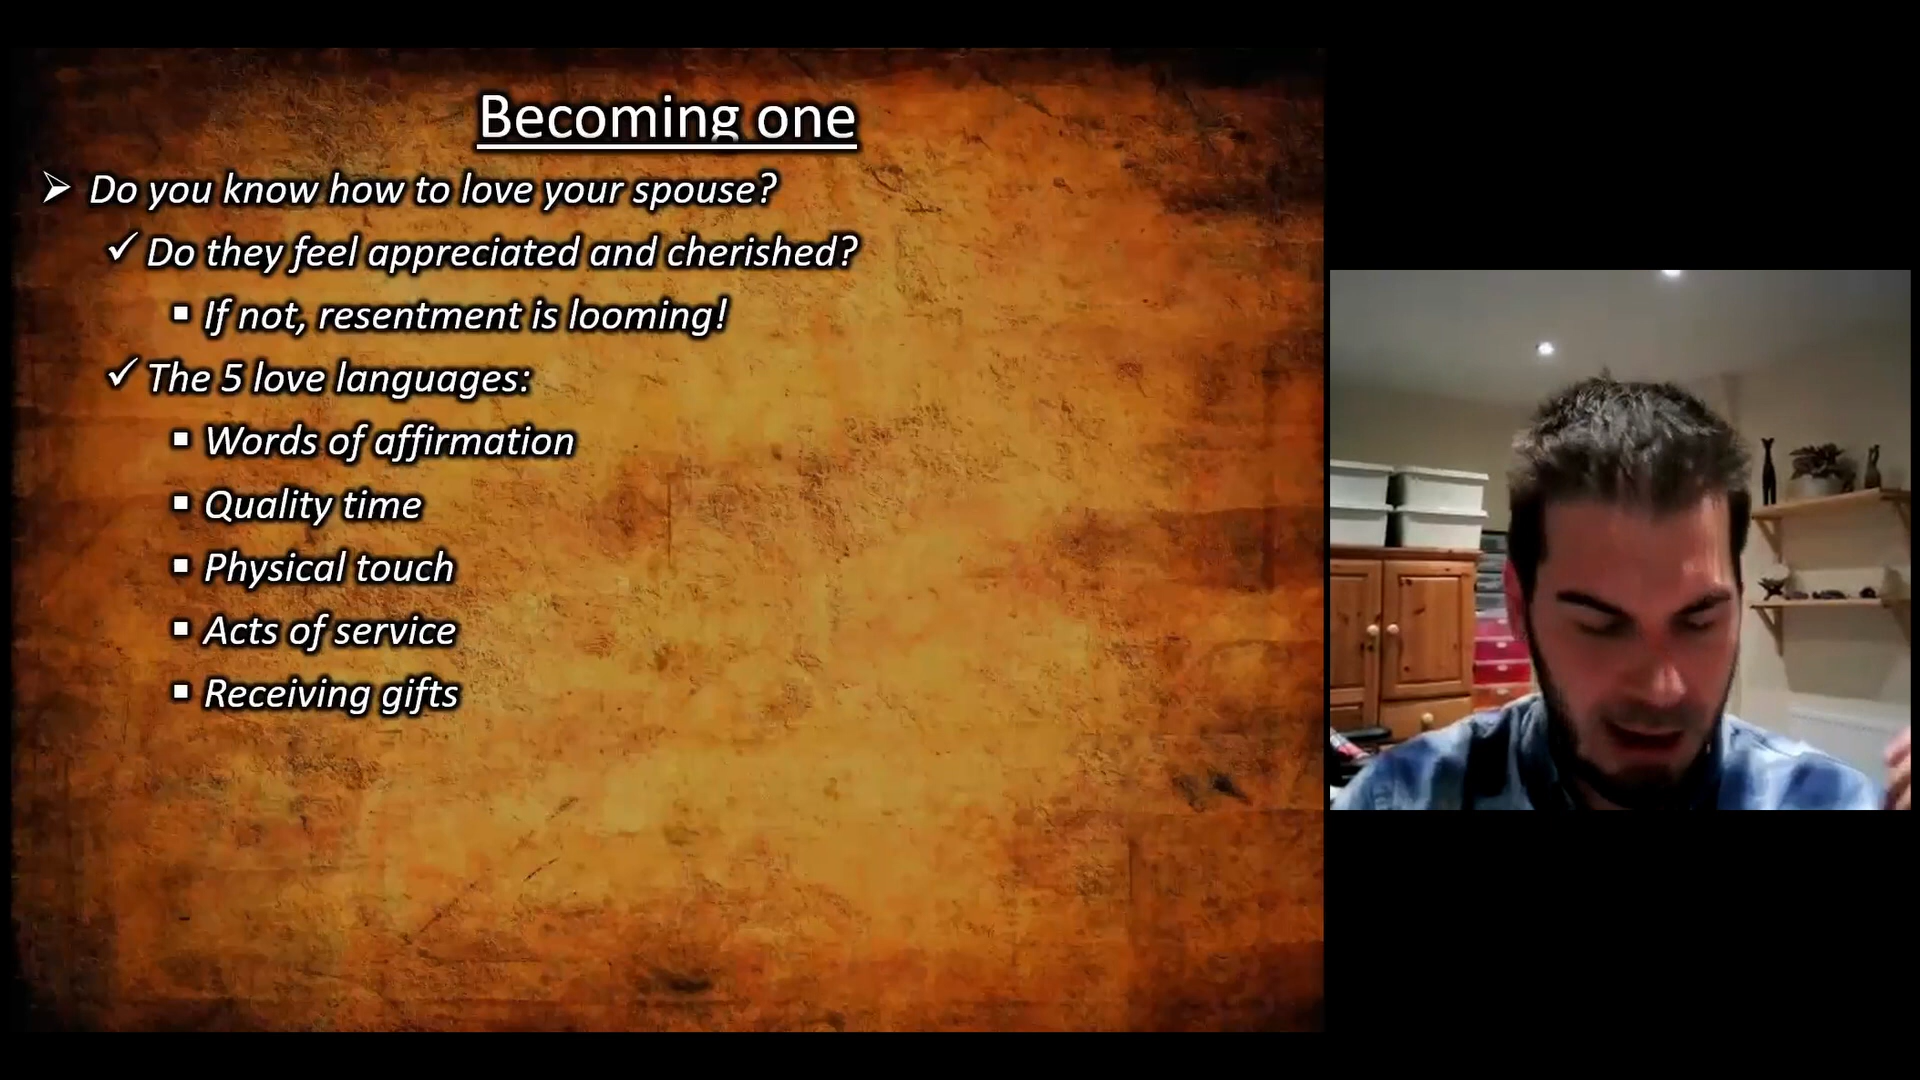 Becoming one
Do you know how to love your spouse?
Do they feel appreciated and cherished?
If not, resentment is looming!
The 5 love languages:
Words of affirmation
Quality time
Physical touch
Acts of service
Receiving gifts